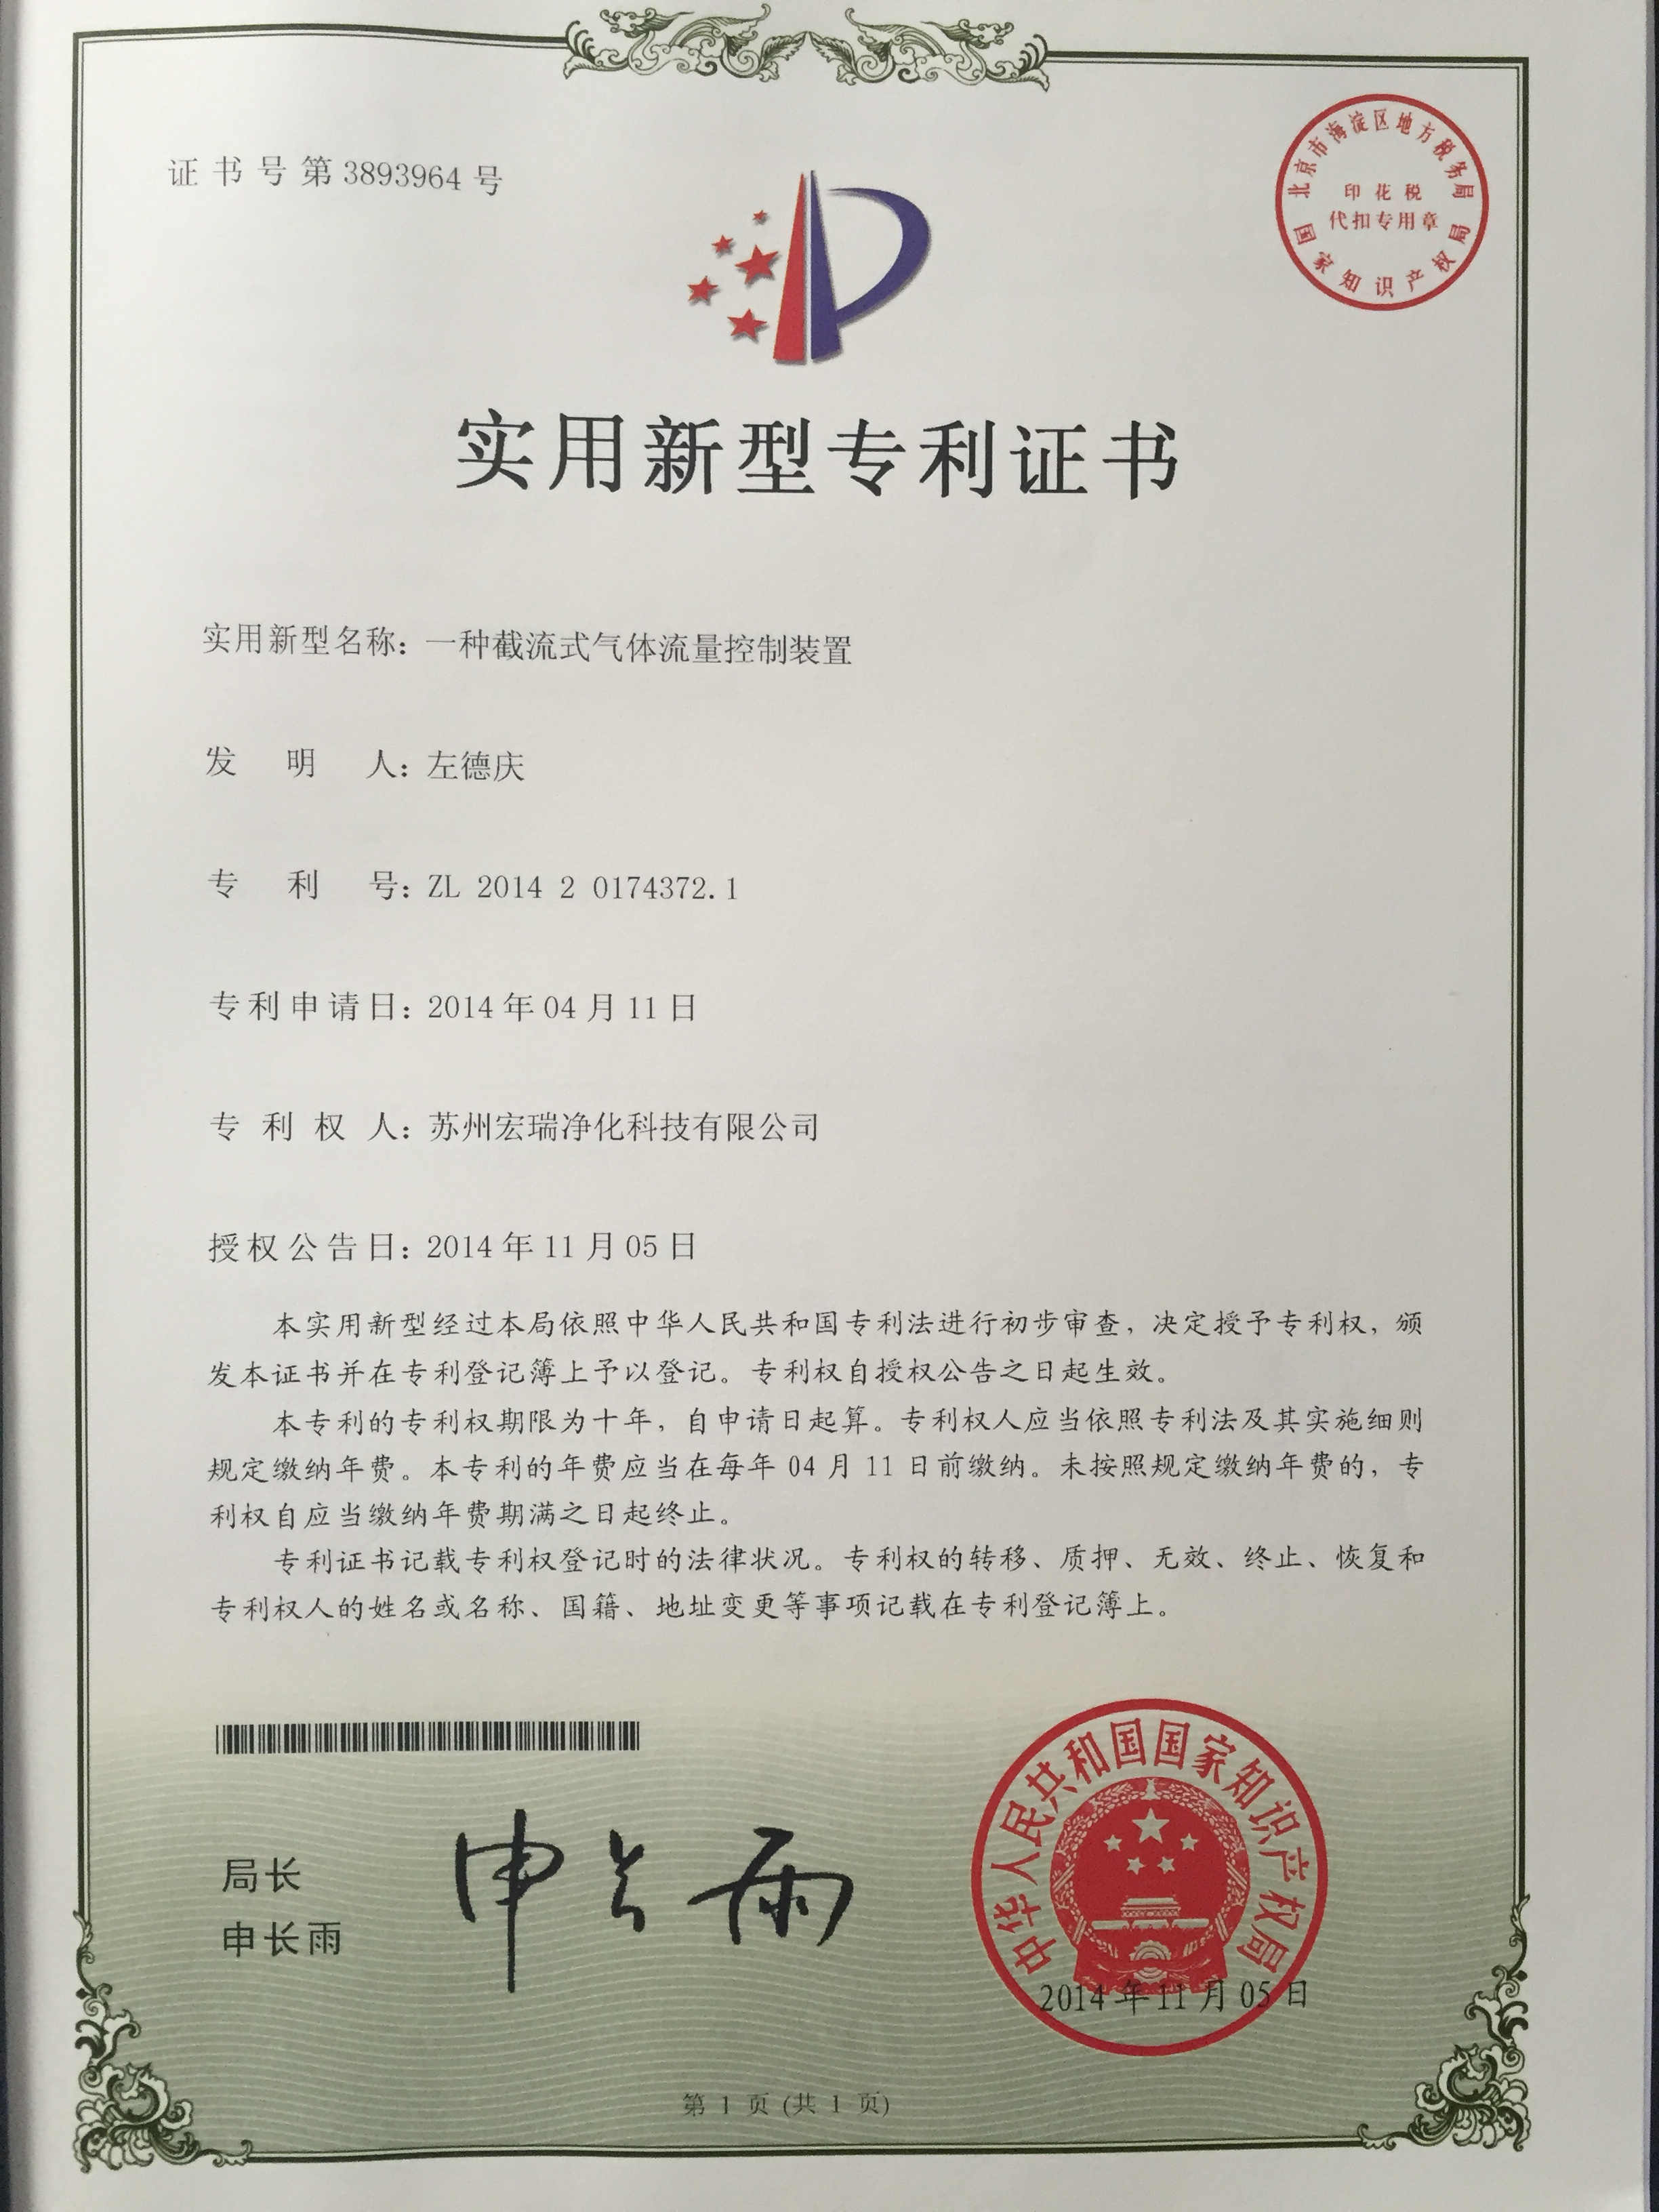 证书号第3893964号
北京市海淀区地方税务局
印花税
代扣专用章
国家知识产权局
实用新型专利证书
实用新型名称：一种截流式气体流量控制装置
发明人：左德庆
专利号：ZL 2014 2 0174372.1
专利申请日：2014年04月11日
专利权人：苏州宏瑞净化科技有限公司
授权公告日：2014年11月05日
本实用新型经过本局依照中华人民共和国专利法进行初步审查，决定授予专利权，颁
发本证书并在专利登记簿上予以登记。专利权自授权公告之日起生效。
本专利的专利权期限为十年，自申请日起算。专利权人应当依照专利法及其实施细则
规定缴纳年费。本专利的年费应当在每年04月11日前缴纳。未按照规定缴纳年费的，专
利权自应当缴纳年费期满之日起终止。
专利证书记载专利权登记时的法律状况。专利权的转移、质押、无效、终止、恢复和
专利权人的姓名或名称、国籍、地址变更等事项记载在专利登记簿上。
中华人民共和国国家知识产权局
局长
申长雨
申长雨
2014年11月05日
第 1 页 (共 1 页)